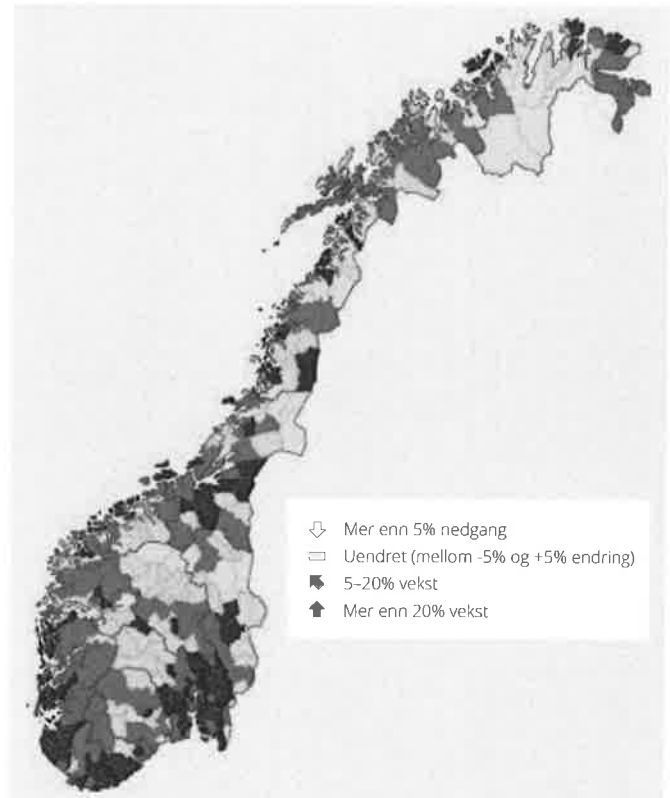 Mer enn 5% nedgang
Uendret (mellom -5% og +5% endring)
5–20% vekst
Mer enn 20% vekst